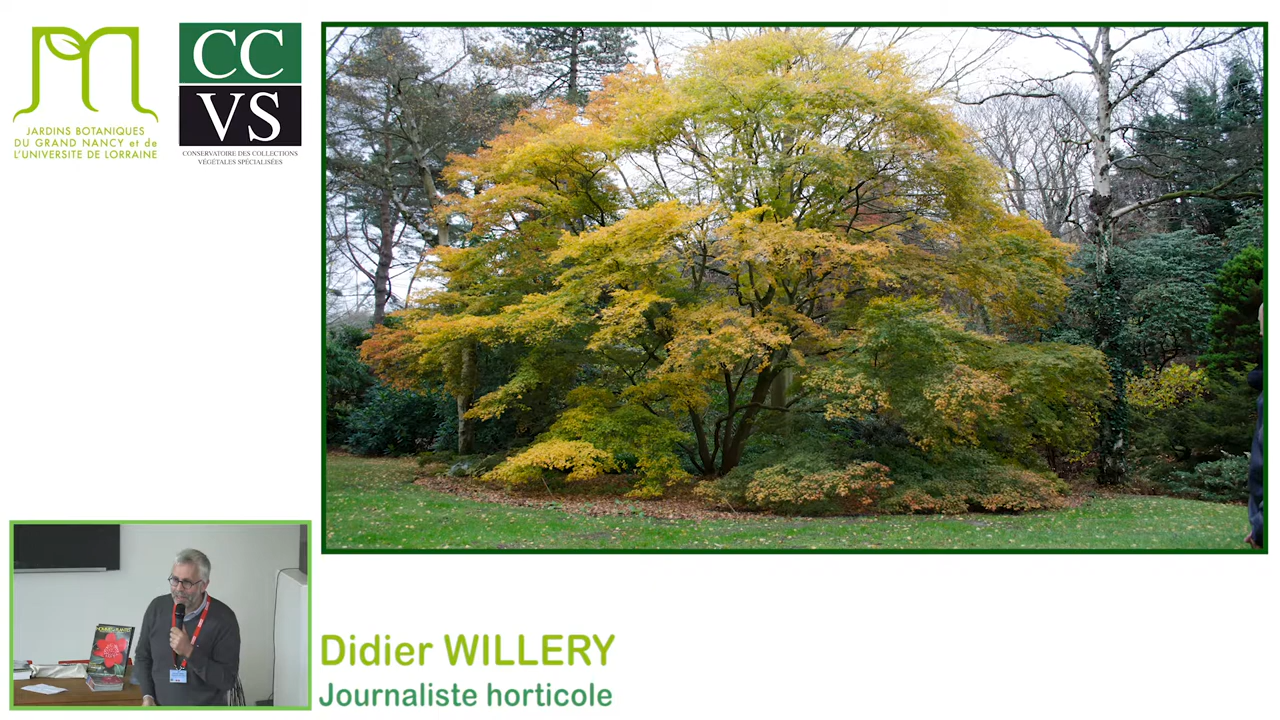 JARDINS BOTANIQUES
DU GRAND NANCY et de
L'UNIVERSITE DE LORRAINE
CC
VS
CONSERVATOIRE DES COLLECTIONS
VÉGÉTALES SPÉCIALISÉES
Didier WILLERY
Journaliste horticole